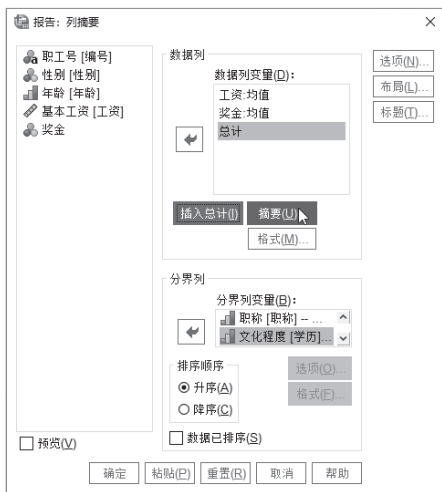 报告：列摘要
职工号 [编号]
性别 [性别]
年龄 [年龄]
基本工资 [工资]
奖金
数据列
数据列变量(D)：
工资:均值
奖金:均值
总计
插入总计(I)
摘要(U)
格式(M)...
选项(N)...
布局(L)...
标题(T)...
分界列
分界列变量(B)：
职称 [职称] -- ...
文化程度 [学历]...
排序顺序
升序(A)
降序(C)
选项(O)...
格式(F)...
数据已排序(S)
预览(V)
确定 粘贴(P) 重置(R) 取消 帮助